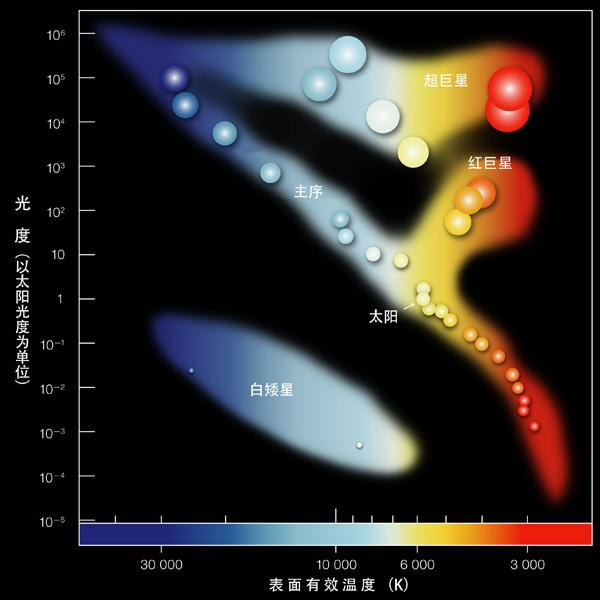 10⁶
10⁵
超巨星
10⁴
10³
红巨星
主序
光度(以太阳光度为单位)
10²
10
1
太阳
10⁻¹
10⁻²
白矮星
10⁻³
10⁻⁴
10⁻⁵
30 000
10 000
6 000
3 000
表面有效温度 (K)